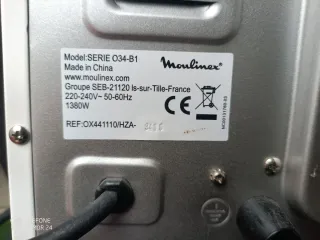 Model:SERIE O34-B1
Moulinex
Made in China
www.moulinex.com
Groupe SEB-21120 Is-sur-Tille-France
220-240V~ 50-60Hz
1380W
CE
REF:OX441110/HZA-